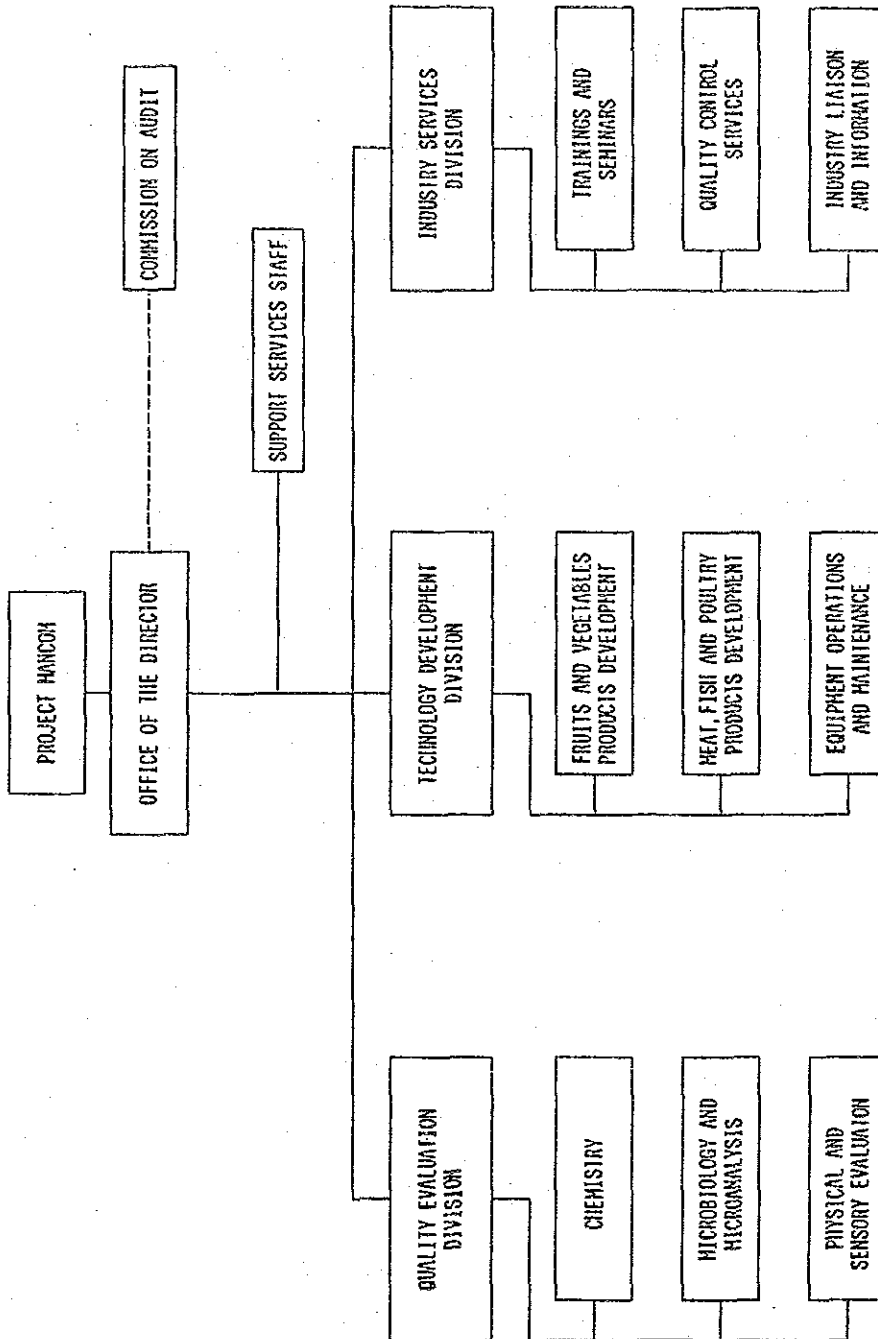 PROJECT MANCOM
OFFICE OF THE DIRECTOR
COMMISSION ON AUDIT
SUPPORT SERVICES STAFF
QUALITY EVALUATION
DIVISION
CHEMISTRY
MICROBIOLOGY AND
MICROANALYSIS
PHYSICAL AND
SENSORY EVALUATON
TECHNOLOGY DEVELOPMENT
DIVISION
FRUITS AND VEGETABLES
PRODUCTS DEVELOPMENT
MEAT, FISH AND POULTRY
PRODUCTS DEVELOPMENT
EQUIPMENT OPERATIONS
AND MAINTENANCE
INDUSTRY SERVICES
DIVISION
TRAININGS AND
SEMINARS
QUALITY CONTROL
SERVICES
INDUSTRY LIAISON
AND INFORMATION